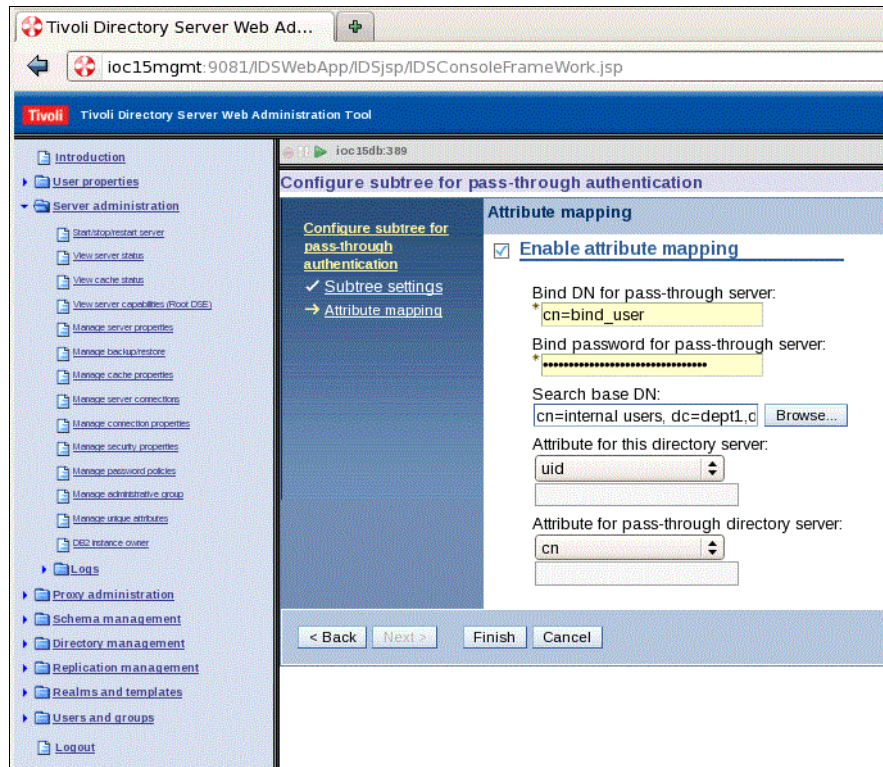 Tivoli Directory Server Web Ad...
ioc15mgmt:9081/IDSWebApp/IDSjsp/IDSConsoleFrameWork.jsp
Tivoli Tivoli Directory Server Web Administration Tool
Introduction
User properties
Server administration
Start/stop/restart server
View server status
View cache status
View server capabilities (Root DSE)
Manage server properties
Manage backup/restore
Manage cache properties
Manage server connections
Manage connection properties
Manage security properties
Manage password policies
Manage administrative group
Manage unique attributes
DB2 instance owner
Logs
Proxy administration
Schema management
Directory management
Replication management
Realms and templates
Users and groups
Logout
ioc15db:389
Configure subtree for pass-through authentication
Configure subtree for
pass-through
authentication
Subtree settings
Attribute mapping
Attribute mapping
Enable attribute mapping
Bind DN for pass-through server:
* cn=bind_user
Bind password for pass-through server:
* ••••••••••••••••••••••••••••••••
Search base DN:
cn=internal users, dc=dept1,d Browse...
Attribute for this directory server:
uid
Attribute for pass-through directory server:
cn
< Back Next > Finish Cancel